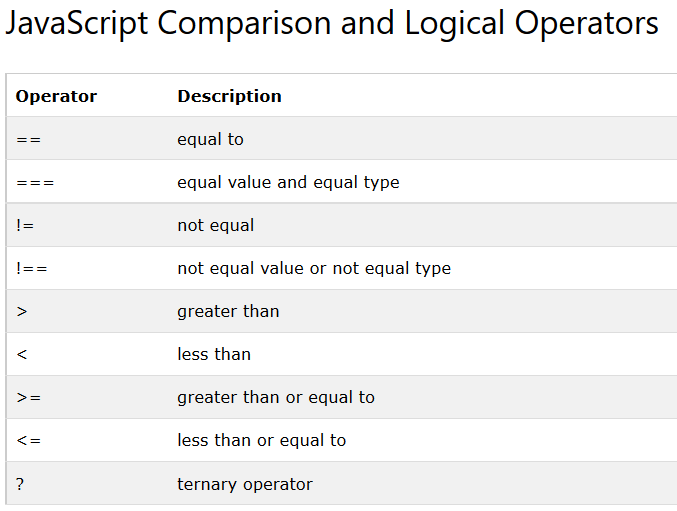 JavaScript Comparison and Logical Operators
Operator Description
== equal to
=== equal value and equal type
!= not equal
!== not equal value or not equal type
> greater than
< less than
>= greater than or equal to
<= less than or equal to
? ternary operator